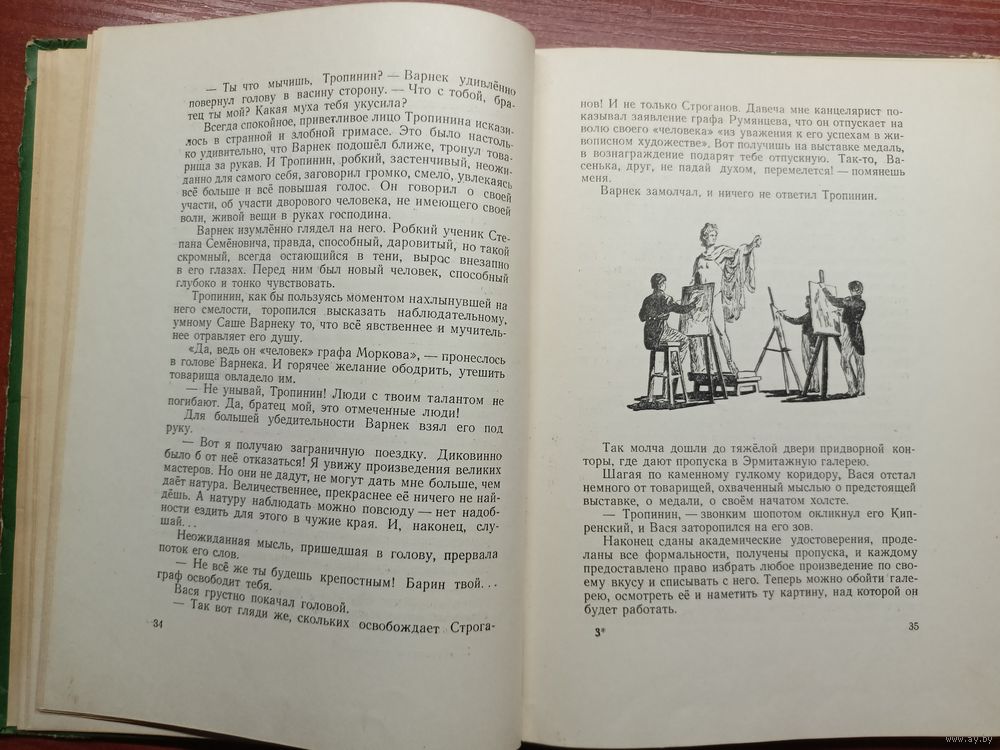 — Ты что мычишь, Тропинин? — Варнек удивлённо
повернул голову в васину сторону. — Что с тобой, бра-
тец ты мой? Какая муха тебя укусила?
Всегда спокойное, приветливое лицо Тропинина искази-
лось в странной и злобной гримасе. Это было настоль-
ко удивительно, что Варнек подошёл ближе, тронул това-
рища за рукав. И Тропинин, робкий, застенчивый, неожи-
данно для самого себя, заговорил громко, смело, увлекаясь
всё больше и всё повышая голос. Он говорил о своей
участи, об участи дворового человека, не имеющего своей
воли, живой вещи в руках господина.
Варнек изумлённо глядел на него. Робкий ученик Сте-
пана Семёновича, правда, способный, даровитый, но такой
скромный, всегда остающийся в тени, вырос внезапно
в его глазах. Перед ним был новый человек, способный
глубоко и тонко чувствовать.
Тропинин, как бы пользуясь моментом нахлынувшей на
него смелости, торопился высказать наблюдательному,
умному Саше Варнеку то, что всё явственнее и мучитель-
нее отравляет его душу.
«Да, ведь он «человек» графа Моркова», — пронеслось
в голове Варнека. И горячее желание ободрить, утешить
товарища овладело им.
— Не унывай, Тропинин! Люди с твоим талантом не
погибают. Да, братец мой, это отмеченные люди!
Для большей убедительности Варнек взял его под
руку.
— Вот я получаю заграничную поездку. Диковинно
было б от неё отказаться! Я увижу произведения великих
мастеров. Но они не дадут, не могут дать мне больше, чем
даёт натура. Величественнее, прекраснее её ничего не най-
дёшь. А натуру наблюдать можно повсюду — нет надоб-
ности ездить для этого в чужие края. И, наконец, слу-
шай...
Неожиданная мысль, пришедшая в голову, прервала
поток его слов.
— Не всё же ты будешь крепостным! Барин твой...
граф освободит тебя.
Вася грустно покачал головой.
— Так вот гляди же, скольких освобождает Строга-
34
нов! И не только Строганов. Давеча мне канцелярист по-
казывал заявление графа Румянцева, что он отпускает на
волю своего «человека» «из уважения к его успехам в жи-
вописном художестве». Вот получишь на выставке медаль,
в вознаграждение подарят тебе отпускную. Так-то, Ва-
сенька, друг, не падай духом, перемелется! — помянешь
меня.
Варнек замолчал, и ничего не ответил Тропинин.
Так молча дошли до тяжёлой двери придворной кон-
торы, где дают пропуска в Эрмитажную галерею.
Шагая по каменному гулкому коридору, Вася отстал
немного от товарищей, охваченный мыслью о предстоящей
выставке, о медали, о своём начатом холсте.
— Тропинин, — звонким шопотом окликнул его Кип-
ренский, и Вася заторопился на его зов.
Наконец сданы академические удостоверения, проде-
ланы все формальности, получены пропуска, и каждому
предоставлено право избрать любое произведение по сво-
ему вкусу и списывать с него. Теперь можно обойти гале-
рею, осмотреть её и наметить ту картину, над которой он
будет работать.
3*
35
www.ay.by